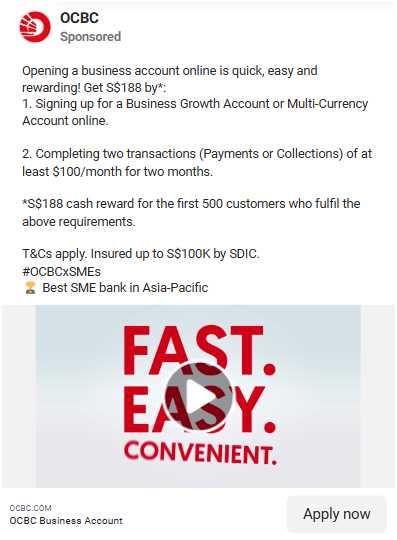 OCBC
Sponsored
Opening a business account online is quick, easy and
rewarding! Get S$188 by*:
1. Signing up for a Business Growth Account or Multi-Currency
Account online.
2. Completing two transactions (Payments or Collections) of at
least $100/month for two months.
*S$188 cash reward for the first 500 customers who fulfil the
above requirements.
T&Cs apply. Insured up to S$100K by SDIC.
#OCBCxSMEs
🏆 Best SME bank in Asia-Pacific
FAST.
EASY.
CONVENIENT.
OCBC.COM
OCBC Business Account
Apply now